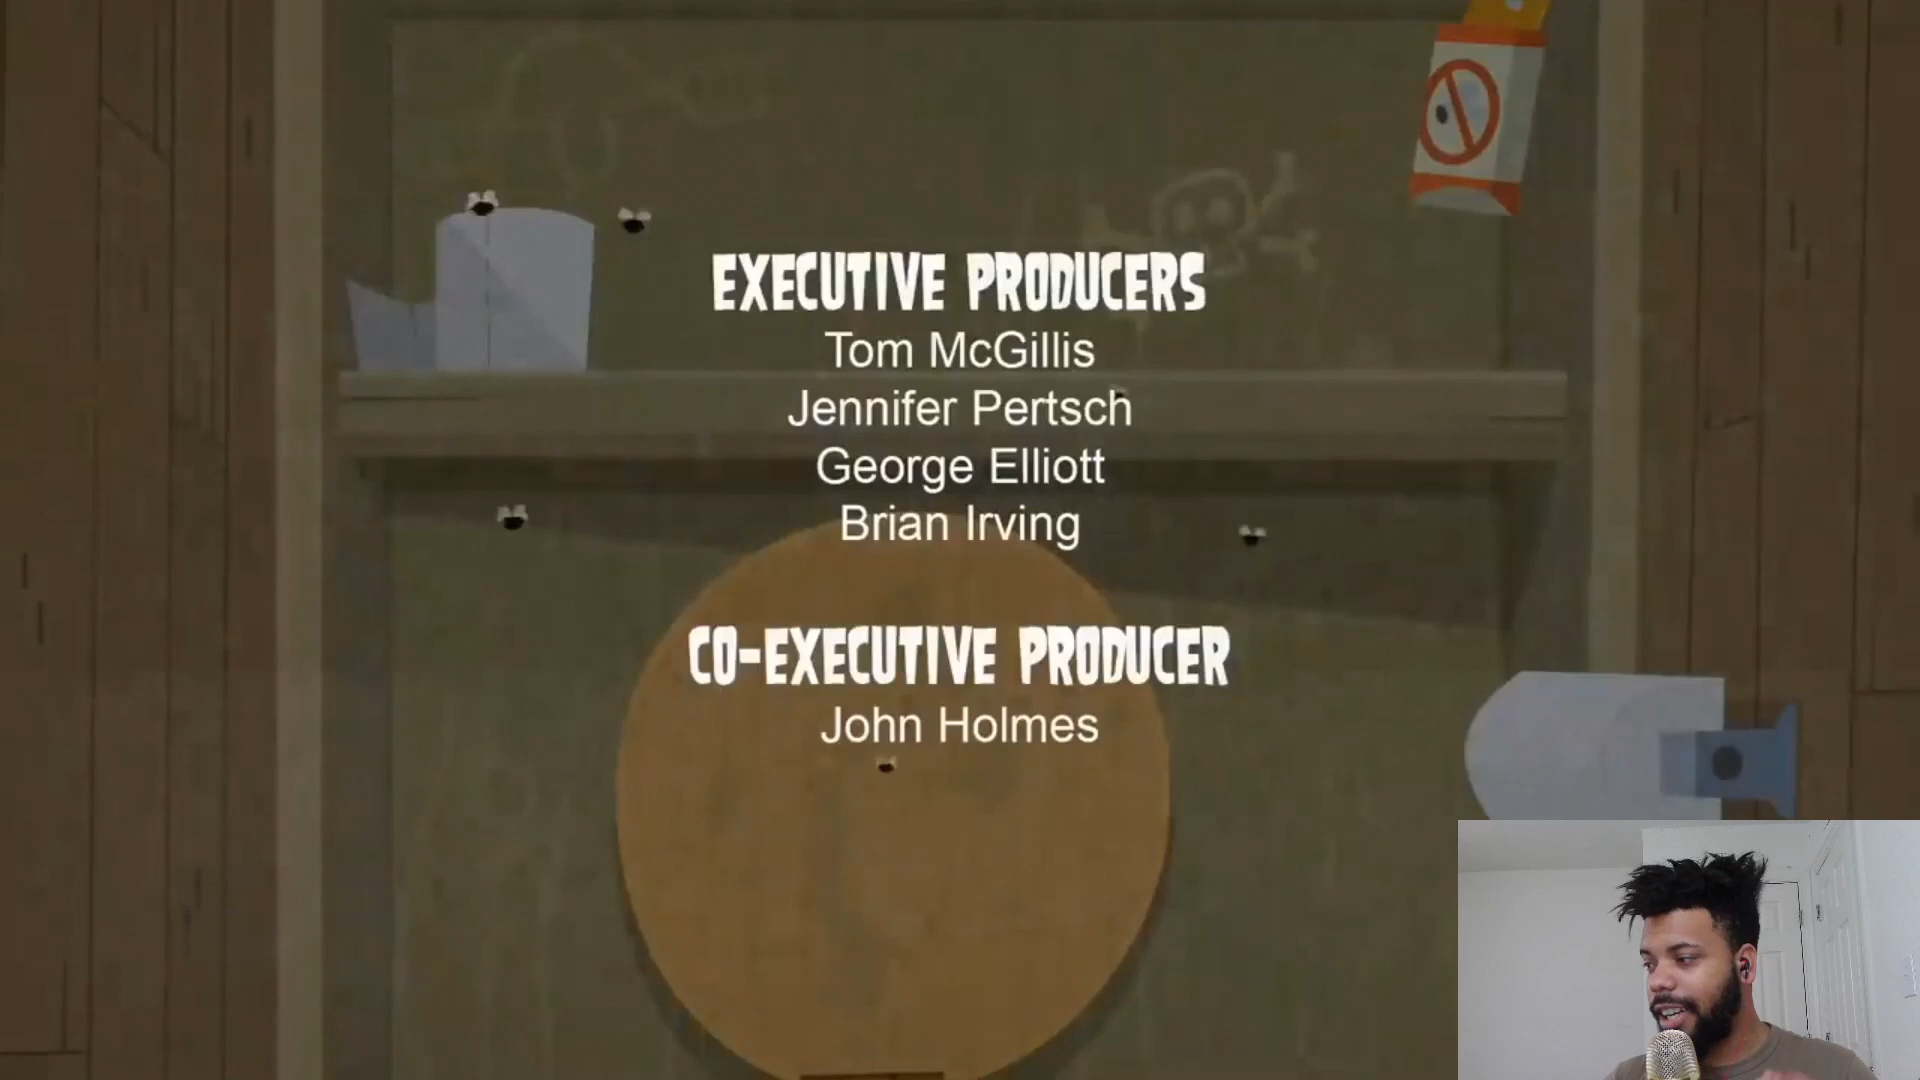 EXECUTIVE PRODUCERS
Tom McGillis
Jennifer Pertsch
George Elliott
Brian Irving
CO-EXECUTIVE PRODUCER
John Holmes